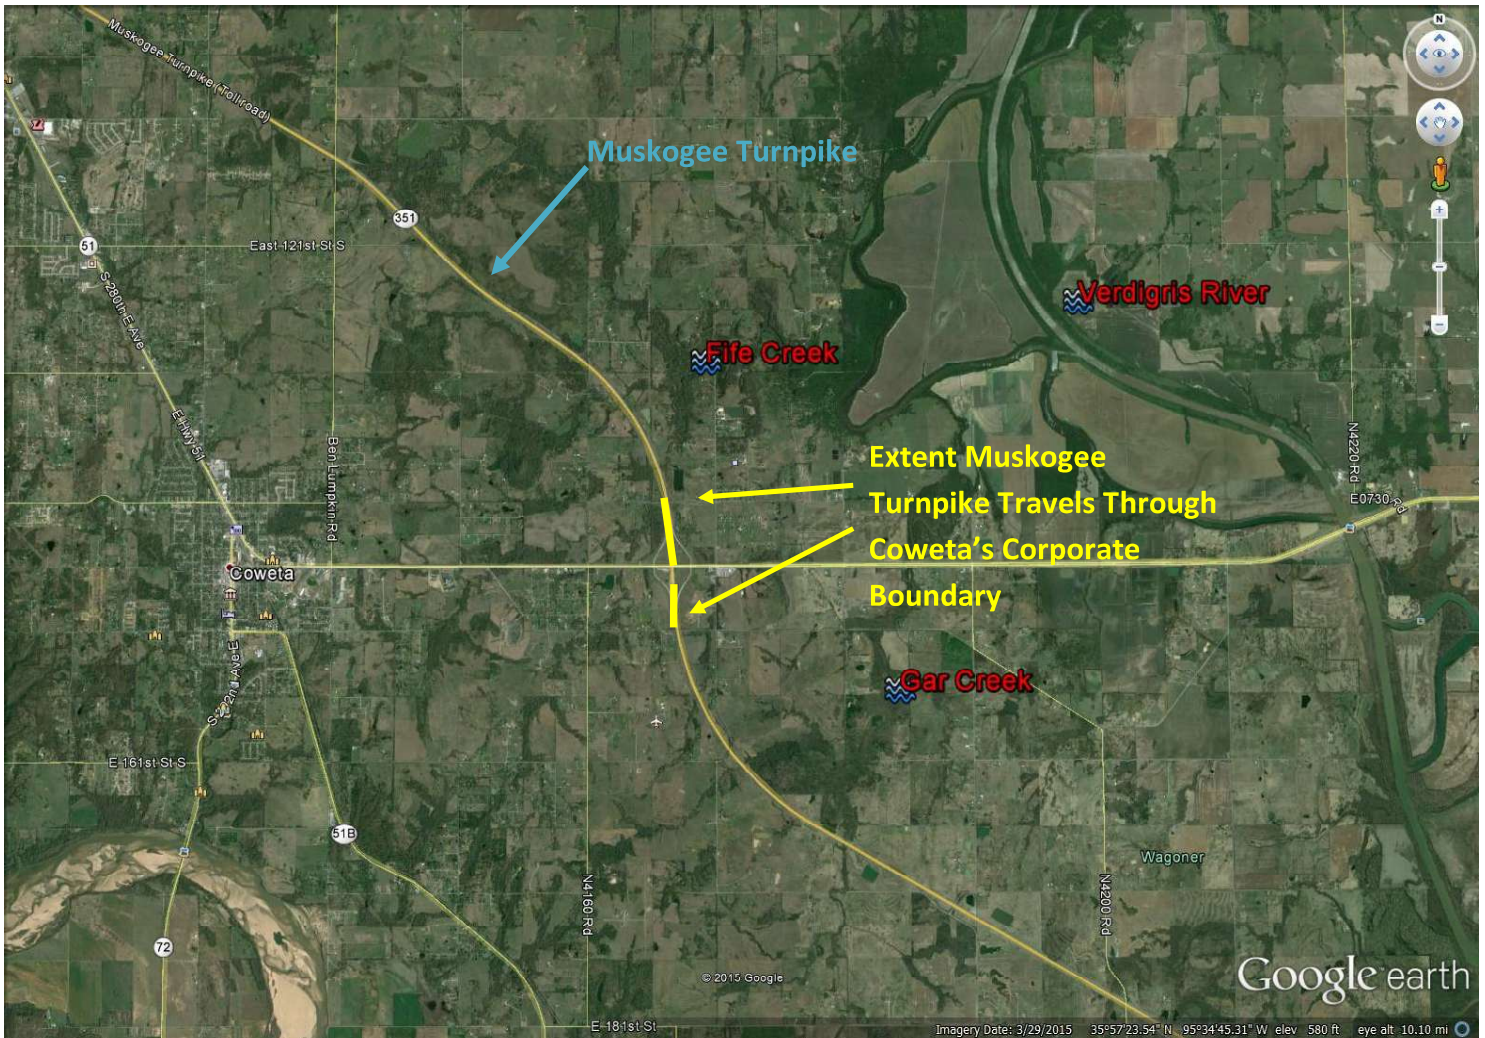 Muskogee Turnpike (Toll road)
N
Muskogee Turnpike
351
51
East 121st St S
S 280th E Ave
Verdigris River
Fife Creek
E Hwy 51
Ben Lumpkin Rd
N4220 Rd
Extent Muskogee
Turnpike Travels Through
Coweta's Corporate
Boundary
E0730 Rd
Coweta
Gar Creek
E 161st St S
51B
Wagoner
N4160 Rd
N4200 Rd
72
© 2015 Google
Google earth
E 181st St
Imagery Date: 3/29/2015 35°57'23.54" N 95°34'45.31" W elev 580 ft eye alt 10.10 mi